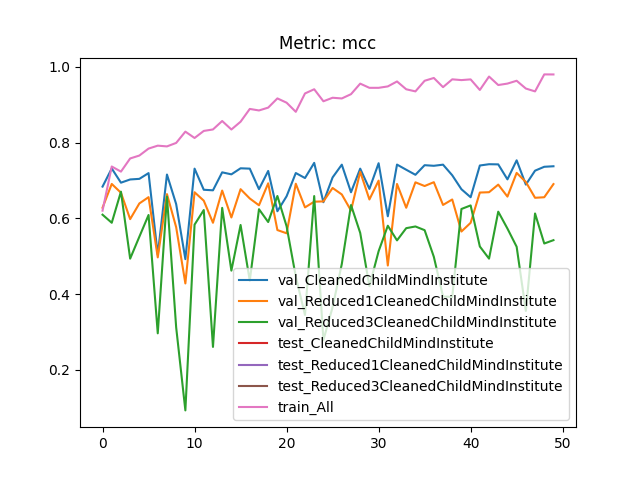 Metric: mcc
1.0
0.8
0.6
0.4
0.2
0
10
20
30
40
50
val_CleanedChildMindInstitute
val_Reduced1CleanedChildMindInstitute
val_Reduced3CleanedChildMindInstitute
test_CleanedChildMindInstitute
test_Reduced1CleanedChildMindInstitute
test_Reduced3CleanedChildMindInstitute
train_All